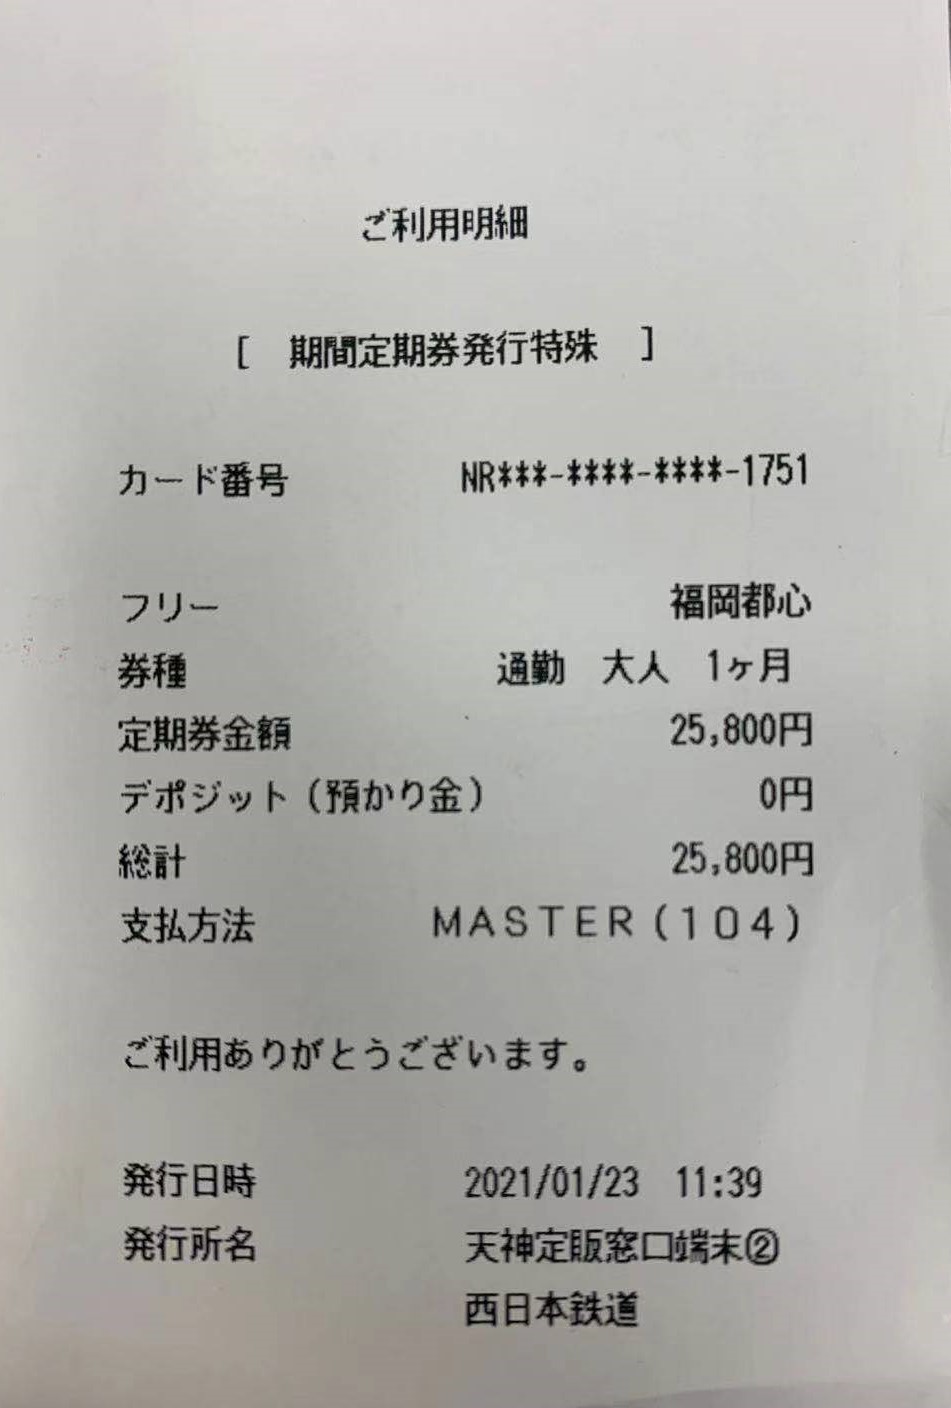 ご利用明細
[ 期間定期券発行特殊 ]
カード番号 NR***-****-****-1751
フリー 福岡都心
券種 通勤 大人 1ヶ月
定期券金額 25,800円
デポジット(預かり金) 0円
総計 25,800円
支払方法 MASTER(104)
ご利用ありがとうございます。
発行日時 2021/01/23 11:39
発行所名 天神定販窓口端末②
西日本鉄道